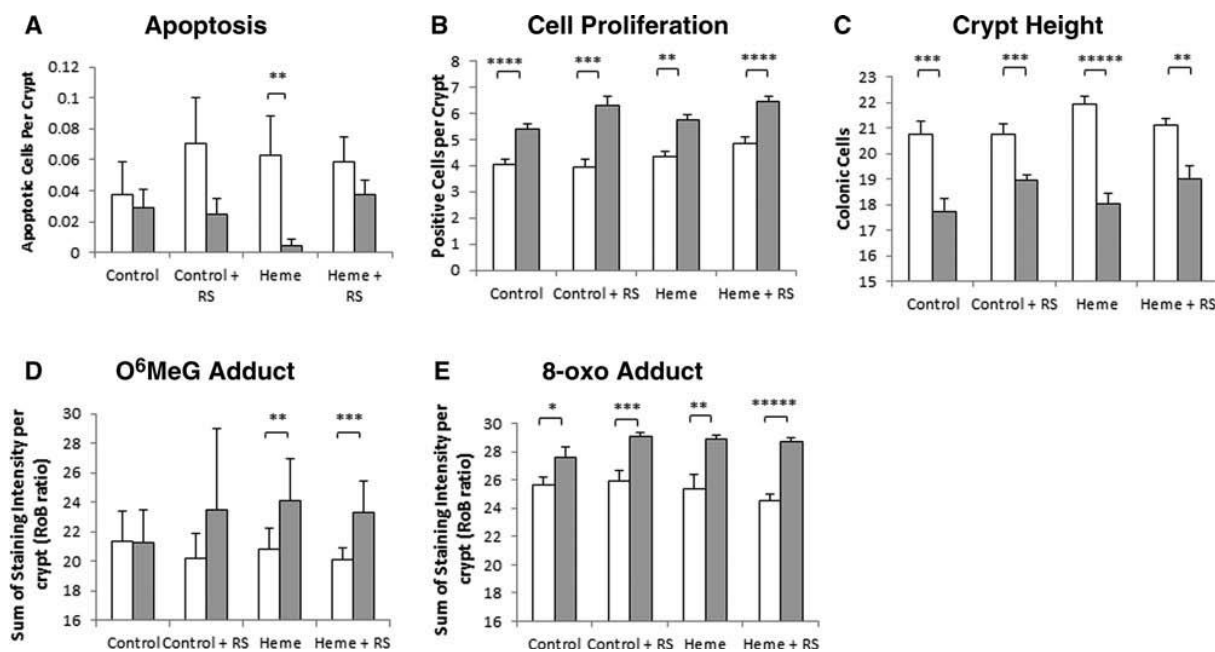 A Apoptosis
Apoptotic Cells Per Crypt
0.12
0.1
0.08
0.06
0.04
0.02
0
**
Control
Control +
RS
Heme
Heme +
RS
B Cell Proliferation
Positive Cells per Crypt
8
7
6
5
4
3
2
1
0
****
***
**
****
Control
Control + RS
Heme
Heme + RS
C Crypt Height
Colonic Cells
23
22
21
20
19
18
17
16
15
***
***
*****
**
Control
Control + RS
Heme
Heme + RS
D O⁶MeG Adduct
Sum of Staining Intensity per
crypt (RoB ratio)
30
28
26
24
22
20
18
16
**
***
Control
Control + RS
Heme
Heme + RS
E 8-oxo Adduct
Sum of Staining Intensity per
crypt (RoB ratio)
30
28
26
24
22
20
18
16
*
***
**
*****
Control
Control + RS
Heme
Heme + RS